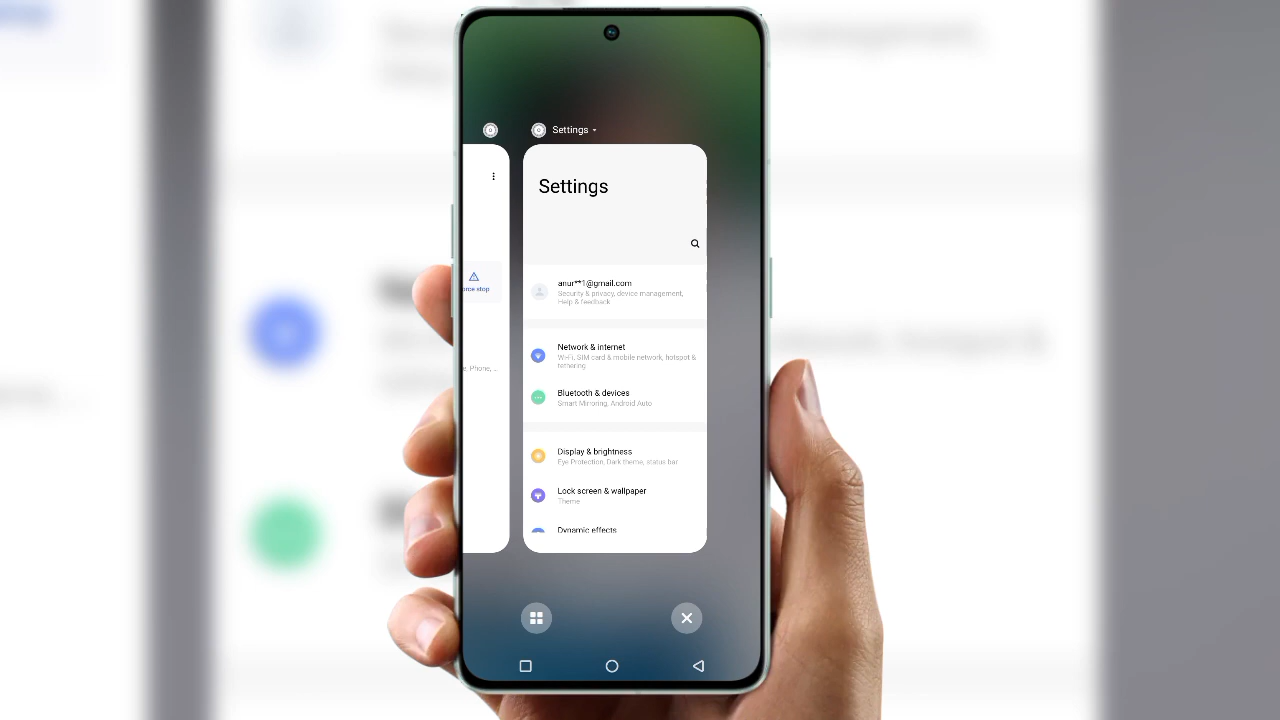 Settings
Settings
orce stop
anur**1@gmail.com
Security & privacy, device management,
Help & feedback
Network & internet
Wi-Fi, SIM card & mobile network, hotspot &
tethering
e, Phone, ...
Bluetooth & devices
Smart Mirroring, Android Auto
Display & brightness
Eye Protection, Dark theme, status bar
Lock screen & wallpaper
Theme
Dynamic effects